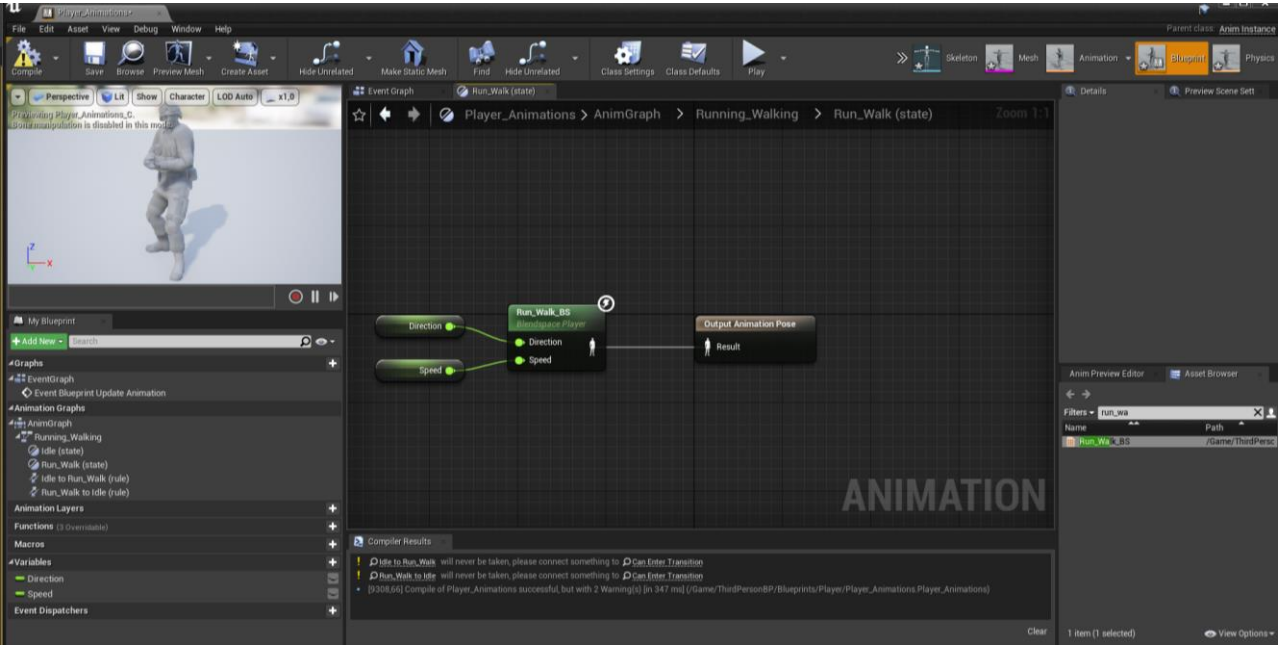 Player_Animations*
File Edit Asset View Debug Window Help
Parent class: Anim Instance
Compile Save Browse Preview Mesh Create Asset Hide Unrelated Make Static Mesh Find Hide Unrelated Class Settings Class Defaults Play
Skeleton Mesh Animation Blueprint Physics
Perspective Lit Show Character LOD Auto x1,0
Previewing Player_Animations_C.
Bone manipulation is disabled in this mode.
Event Graph
Run_Walk (state)
Player_Animations > AnimGraph > Running_Walking > Run_Walk (state)
Zoom 1:1
Direction
Speed
Run_Walk_BS
Blendspace Player
Direction
Speed
Output Animation Pose
Result
ANIMATION
My Blueprint
+ Add New
Search
Graphs
EventGraph
Event Blueprint Update Animation
Animation Graphs
AnimGraph
Running_Walking
Idle (state)
Run_Walk (state)
Idle to Run_Walk (rule)
Run_Walk to Idle (rule)
Animation Layers
Functions (3 Overridable)
Macros
Variables
Direction
Speed
Event Dispatchers
Compiler Results
Idle to Run_Walk will never be taken, please connect something to Can Enter Transition
Run_Walk to Idle will never be taken, please connect something to Can Enter Transition
[9308,66] Compile of Player_Animations successful, but with 2 Warning(s) [in 347 ms] (/Game/ThirdPersonBP/Blueprints/Player/Player_Animations.Player_Animations)
Clear
Details
Preview Scene Sett
Anim Preview Editor
Asset Browser
Filters
run_wa
Name Path
Run_Walk_BS /Game/ThirdPersc
1 item (1 selected)
View Options
X
Z
Y